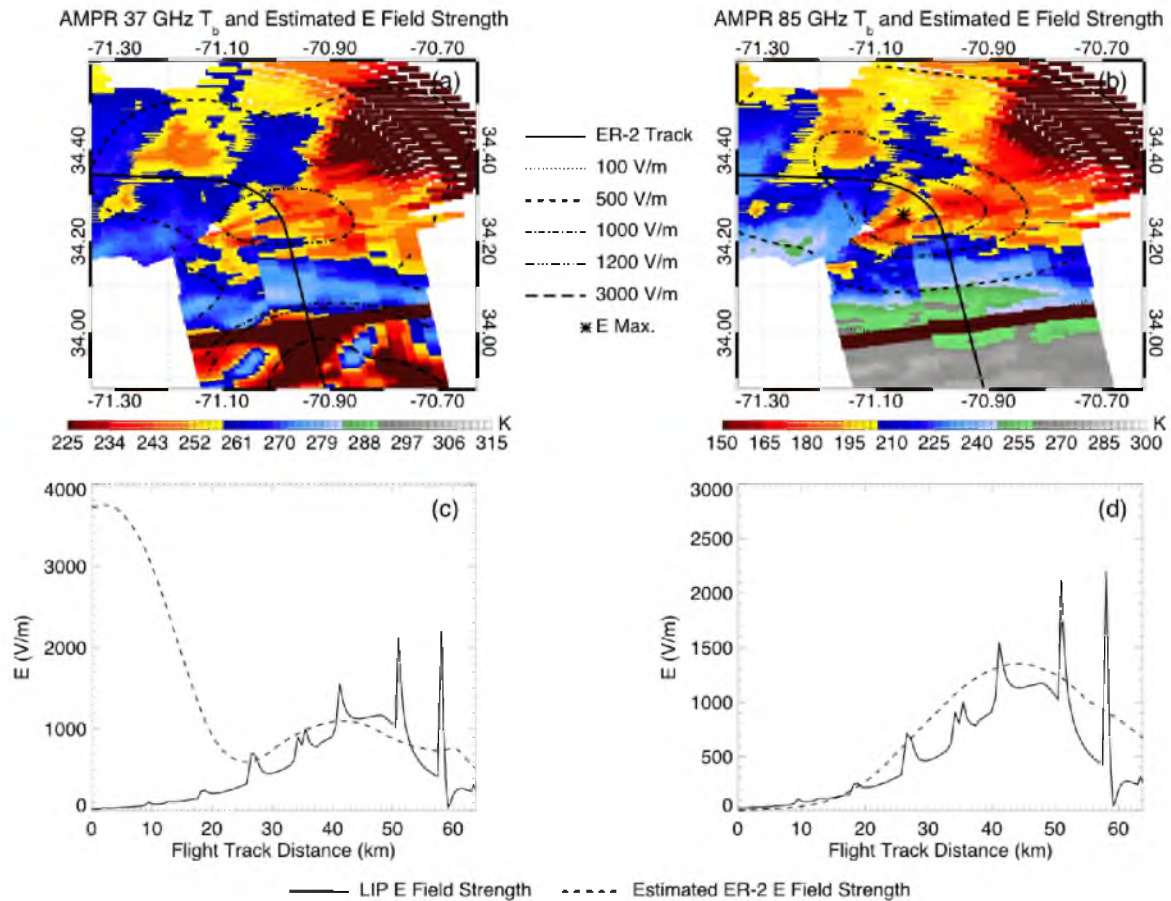 AMPR 37 GHz Tb and Estimated E Field Strength
-71.30 -71.10 -70.90 -70.70
(a)
34.40
34.20
34.00
34.40
34.20
34.00
-71.30 -71.10 -70.90 -70.70
K
225 234 243 252 261 270 279 288 297 306 315
ER-2 Track
100 V/m
500 V/m
1000 V/m
1200 V/m
3000 V/m
* E Max.
AMPR 85 GHz Tb and Estimated E Field Strength
-71.30 -71.10 -70.90 -70.70
(b)
34.40
34.20
34.00
34.40
34.20
34.00
-71.30 -71.10 -70.90 -70.70
K
150 165 180 195 210 225 240 255 270 285 300
(c)
E (V/m)
4000
3000
2000
1000
0
0 10 20 30 40 50 60
Flight Track Distance (km)
(d)
E (V/m)
3000
2500
2000
1500
1000
500
0
0 10 20 30 40 50 60
Flight Track Distance (km)
LIP E Field Strength
Estimated ER-2 E Field Strength